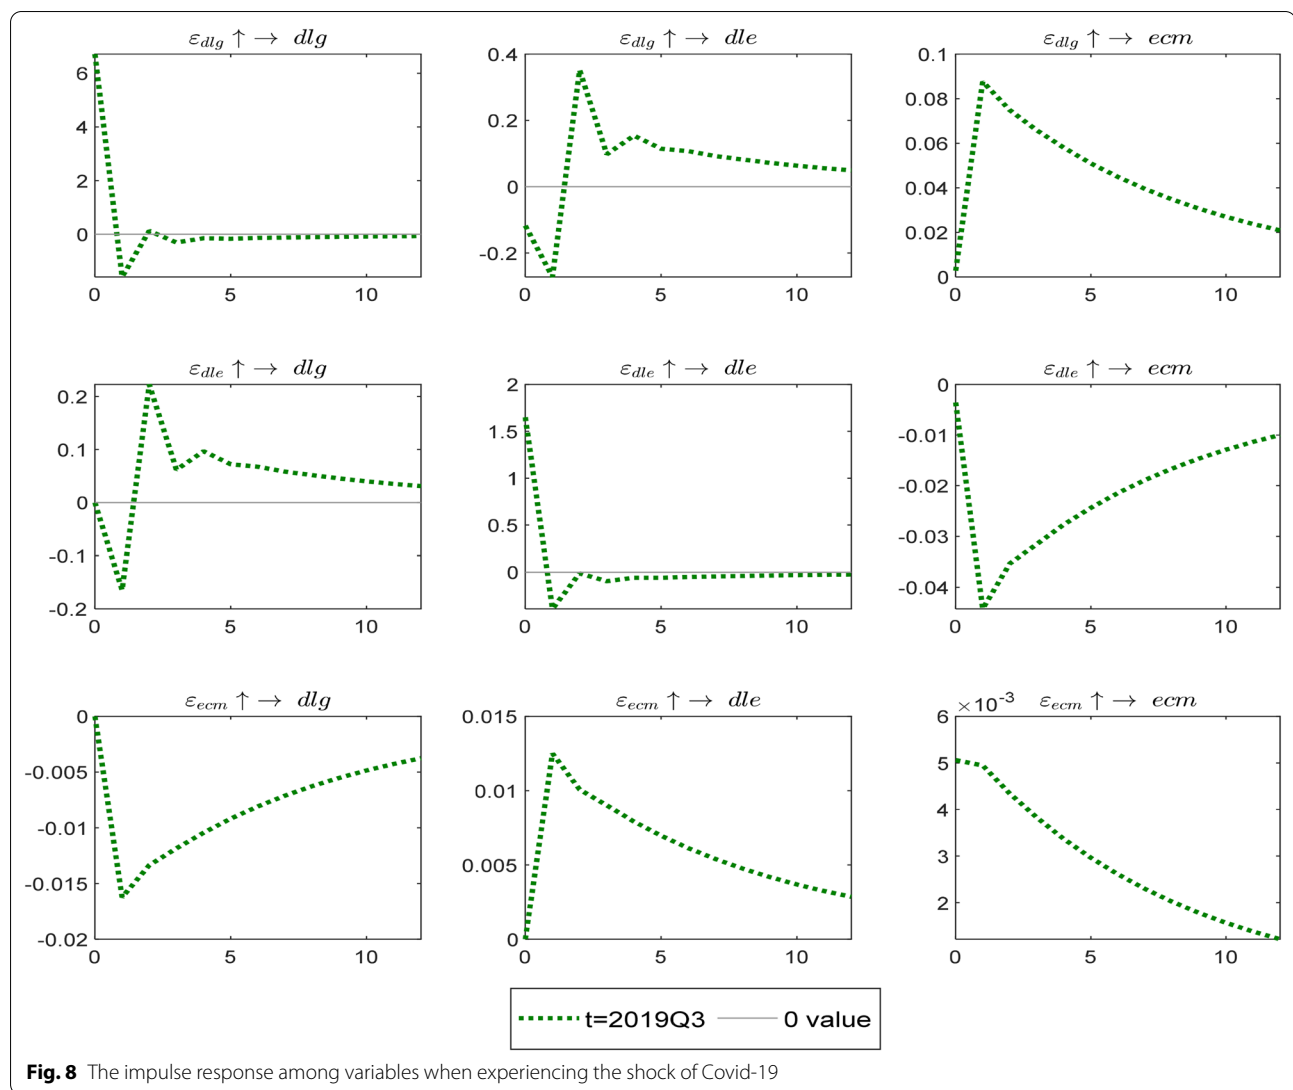 ε_dlg ↑ → dlg
6
4
2
0
0 5 10
ε_dlg ↑ → dle
0.4
0.2
0
-0.2
0 5 10
ε_dlg ↑ → ecm
0.1
0.08
0.06
0.04
0.02
0
0 5 10
ε_dle ↑ → dlg
0.2
0.1
0
-0.1
-0.2
0 5 10
ε_dle ↑ → dle
2
1.5
1
0.5
0
0 5 10
ε_dle ↑ → ecm
0
-0.01
-0.02
-0.03
-0.04
0 5 10
ε_ecm ↑ → dlg
0
-0.005
-0.01
-0.015
-0.02
0 5 10
ε_ecm ↑ → dle
0.015
0.01
0.005
0
0 5 10
ε_ecm ↑ → ecm
×10^-3
6
5
4
3
2
0 5 10
t=2019Q3 0 value
Fig. 8 The impulse response among variables when experiencing the shock of Covid-19